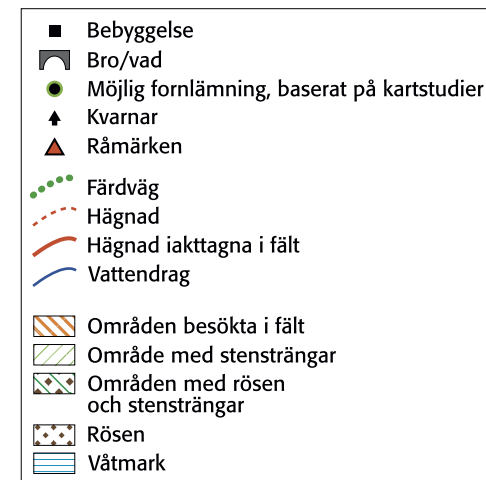 Bebyggelse
Bro/vad
Möjlig fornlämning, baserat på kartstudier
Kvarnar
Råmärken
Färdväg
Hägnad
Hägnad iakttagna i fält
Vattendrag
Områden besökta i fält
Område med stensträngar
Områden med rösen
och stensträngar
Rösen
Våtmark